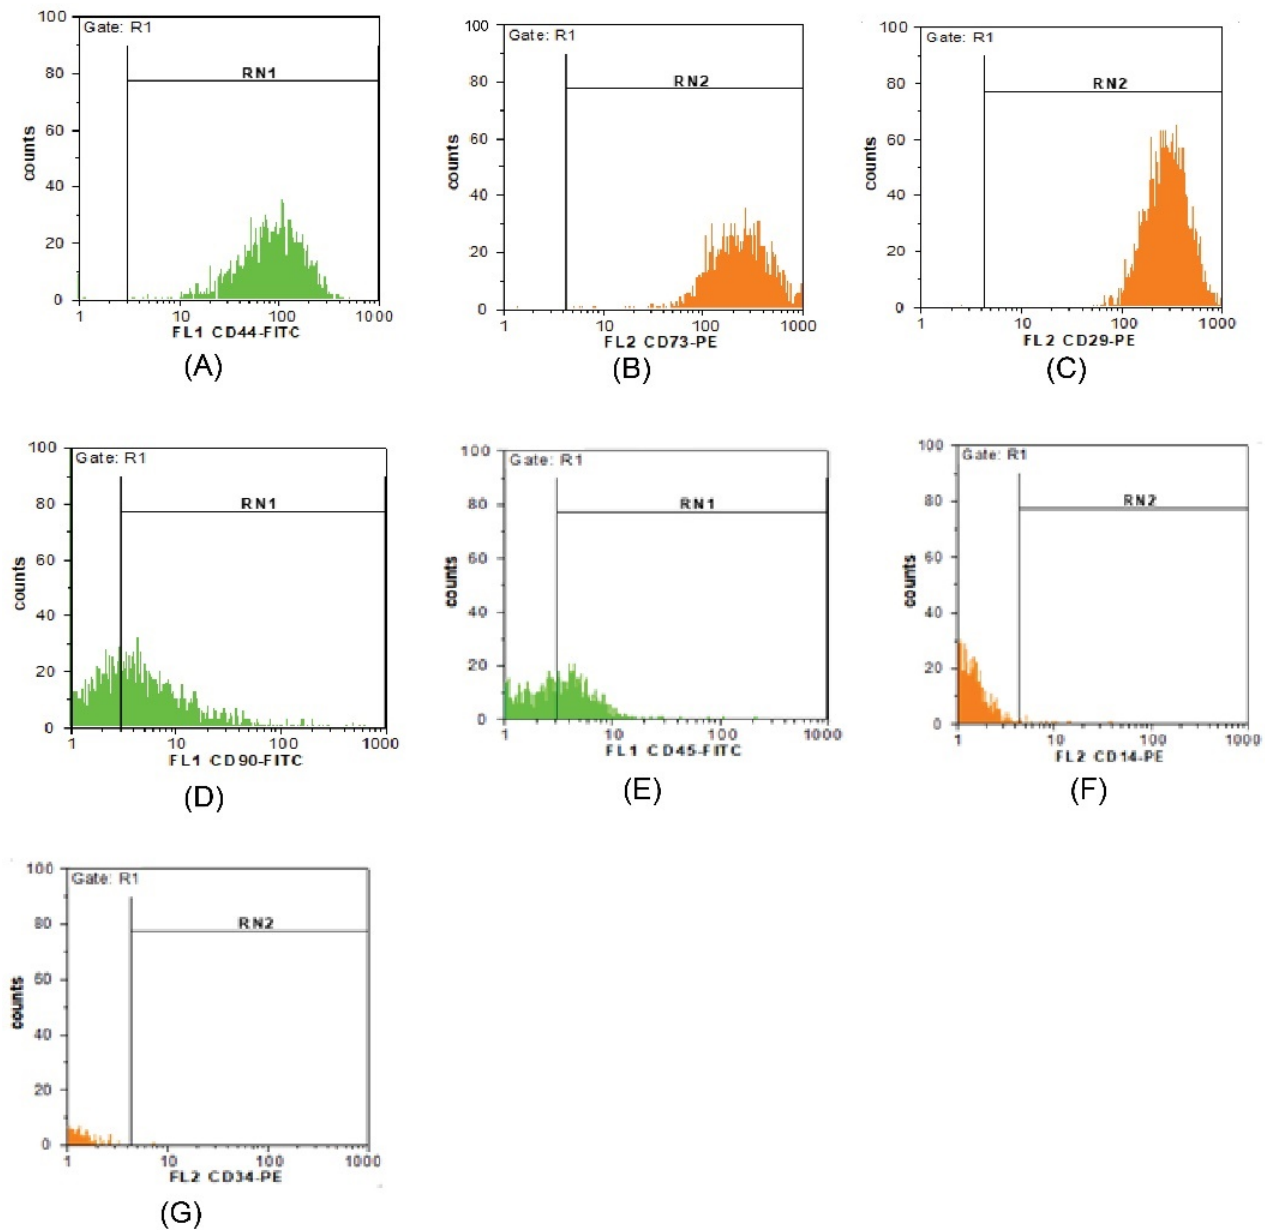 100
Gate: R1
RN1
80
60
counts
40
20
0
1 10 100 1000
FL1 CD44-FITC
(A)
100
Gate: R1
RN2
80
60
counts
40
20
0
1 10 100 1000
FL2 CD73-PE
(B)
100
Gate: R1
RN2
80
60
counts
40
20
0
1 10 100 1000
FL2 CD29-PE
(C)
100
Gate: R1
RN1
80
60
counts
40
20
0
1 10 100 1000
FL1 CD90-FITC
(D)
100
Gate: R1
RN1
80
60
counts
40
20
0
1 10 100 1000
FL1 CD45-FITC
(E)
100
Gate: R1
RN2
80
60
counts
40
20
0
1 10 100 1000
FL2 CD14-PE
(F)
100
Gate: R1
RN2
80
60
counts
40
20
0
1 10 100 1000
FL2 CD34-PE
(G)